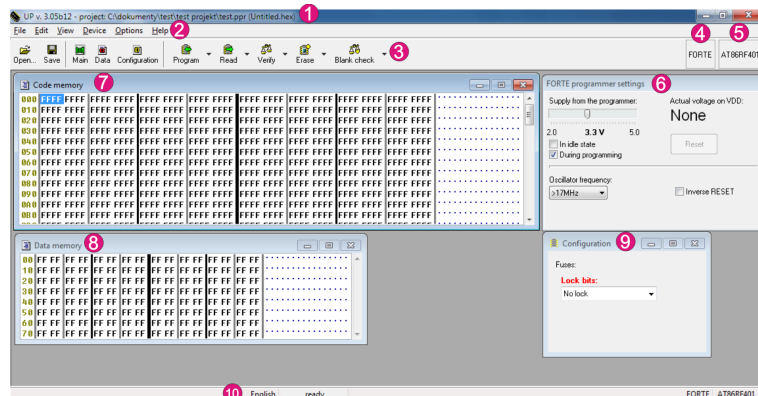 UP v. 3.05b12 - project: C:\dokumenty\test\test projekt\test.ppr (Untitled.hex)
1
File Edit View Device Options Help
2
Open... Save Main Data Configuration Program Read Verify Erase Blank check
3
4
FORTE
5
AT86RF401
7
Code memory
000 FFFF FFFF FFFF FFFF FFFF FFFF FFFF FFFF FFFF FFFF FFFF FFFF FFFF FFFF FFFF FFFF
010 FFFF FFFF FFFF FFFF FFFF FFFF FFFF FFFF FFFF FFFF FFFF FFFF FFFF FFFF FFFF FFFF
020 FFFF FFFF FFFF FFFF FFFF FFFF FFFF FFFF FFFF FFFF FFFF FFFF FFFF FFFF FFFF FFFF
030 FFFF FFFF FFFF FFFF FFFF FFFF FFFF FFFF FFFF FFFF FFFF FFFF FFFF FFFF FFFF FFFF
040 FFFF FFFF FFFF FFFF FFFF FFFF FFFF FFFF FFFF FFFF FFFF FFFF FFFF FFFF FFFF FFFF
050 FFFF FFFF FFFF FFFF FFFF FFFF FFFF FFFF FFFF FFFF FFFF FFFF FFFF FFFF FFFF FFFF
060 FFFF FFFF FFFF FFFF FFFF FFFF FFFF FFFF FFFF FFFF FFFF FFFF FFFF FFFF FFFF FFFF
070 FFFF FFFF FFFF FFFF FFFF FFFF FFFF FFFF FFFF FFFF FFFF FFFF FFFF FFFF FFFF FFFF
080 FFFF FFFF FFFF FFFF FFFF FFFF FFFF FFFF FFFF FFFF FFFF FFFF FFFF FFFF FFFF FFFF
090 FFFF FFFF FFFF FFFF FFFF FFFF FFFF FFFF FFFF FFFF FFFF FFFF FFFF FFFF FFFF FFFF
0A0 FFFF FFFF FFFF FFFF FFFF FFFF FFFF FFFF FFFF FFFF FFFF FFFF FFFF FFFF FFFF FFFF
0B0 FFFF FFFF FFFF FFFF FFFF FFFF FFFF FFFF FFFF FFFF FFFF FFFF FFFF FFFF FFFF FFFF
FORTE programmer settings
6
Supply from the programmer:
2.0 3.3 V 5.0
In idle state
During programming
Actual voltage on VDD:
None
Reset
Oscillator frequency:
>17MHz
Inverse RESET
Data memory
8
00 FF FF FF FF FF FF FF FF FF FF FF FF FF FF FF FF
10 FF FF FF FF FF FF FF FF FF FF FF FF FF FF FF FF
20 FF FF FF FF FF FF FF FF FF FF FF FF FF FF FF FF
30 FF FF FF FF FF FF FF FF FF FF FF FF FF FF FF FF
40 FF FF FF FF FF FF FF FF FF FF FF FF FF FF FF FF
50 FF FF FF FF FF FF FF FF FF FF FF FF FF FF FF FF
60 FF FF FF FF FF FF FF FF FF FF FF FF FF FF FF FF
70 FF FF FF FF FF FF FF FF FF FF FF FF FF FF FF FF
Configuration
9
Fuses:
Lock bits:
No lock
10
English ready FORTE AT86RF401